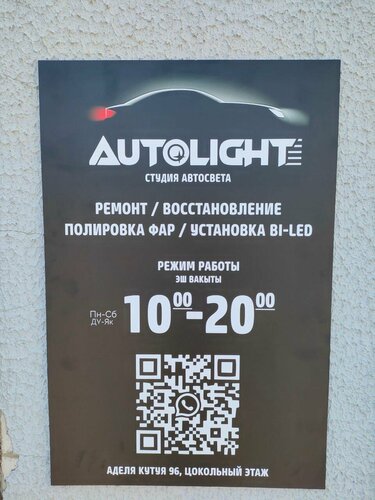 AUTOLIGHT
СТУДИЯ АВТОСВЕТА
РЕМОНТ / ВОССТАНОВЛЕНИЕ
ПОЛИРОВКА ФАР / УСТАНОВКА BI-LED
РЕЖИМ РАБОТЫ
ЭШ ВАКЫТЫ
Пн-Сб
ДУ-Як
10⁰⁰-20⁰⁰
АДЕЛЯ КУТУЯ 96, ЦОКОЛЬНЫЙ ЭТАЖ